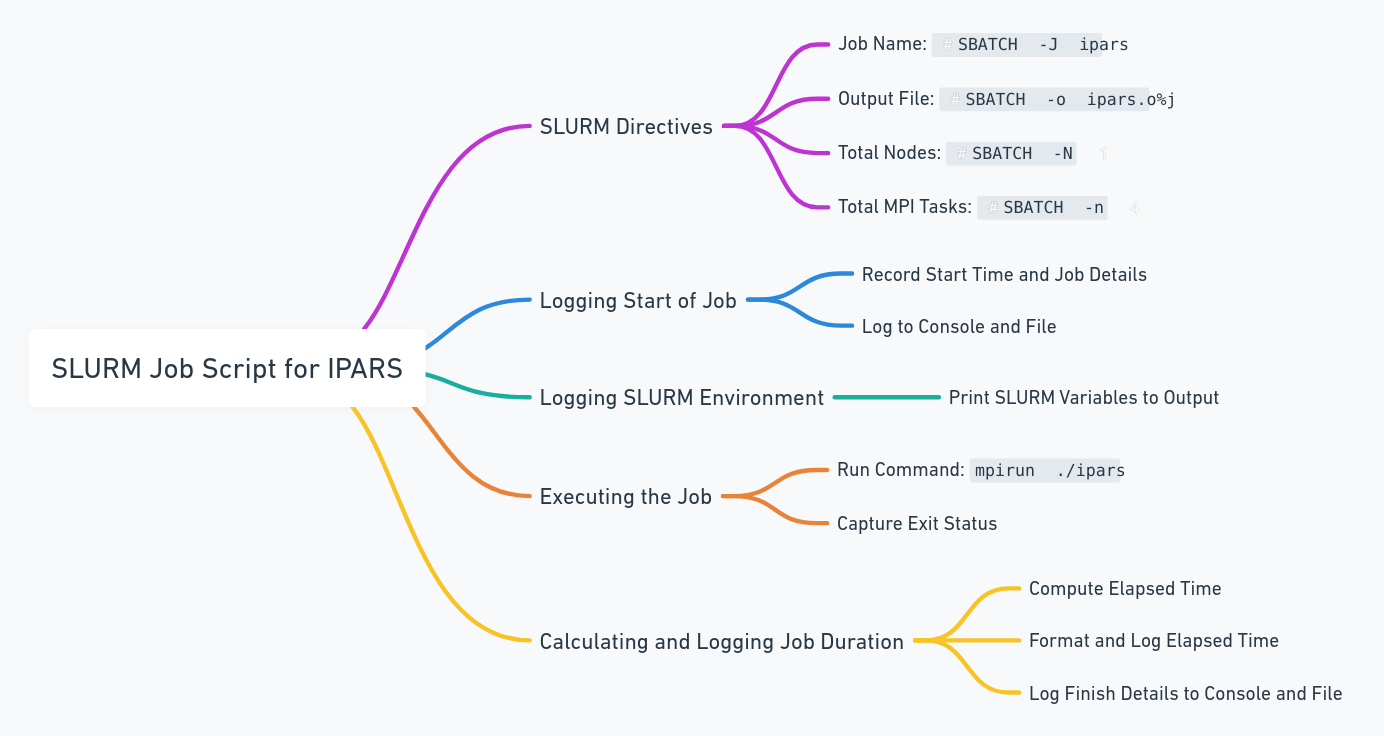 SLURM Job Script for IPARS
SLURM Directives
Job Name: #SBATCH -J ipars
Output File: #SBATCH -o ipars.o%j
Total Nodes: #SBATCH -N 1
Total MPI Tasks: #SBATCH -n 4
Logging Start of Job
Record Start Time and Job Details
Log to Console and File
Logging SLURM Environment
Print SLURM Variables to Output
Executing the Job
Run Command: mpirun ./ipars
Capture Exit Status
Calculating and Logging Job Duration
Compute Elapsed Time
Format and Log Elapsed Time
Log Finish Details to Console and File